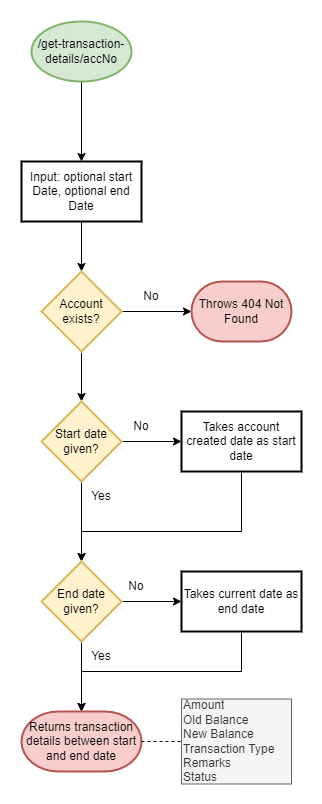 /get-transaction-
details/accNo
Input: optional start
Date, optional end
Date
Account
exists?
No
Throws 404 Not
Found
Start date
given?
No
Takes account
created date as start
date
Yes
End date
given?
No
Takes current date as
end date
Yes
Returns transaction
details between start
and end date
Amount
Old Balance
New Balance
Transaction Type
Remarks
Status